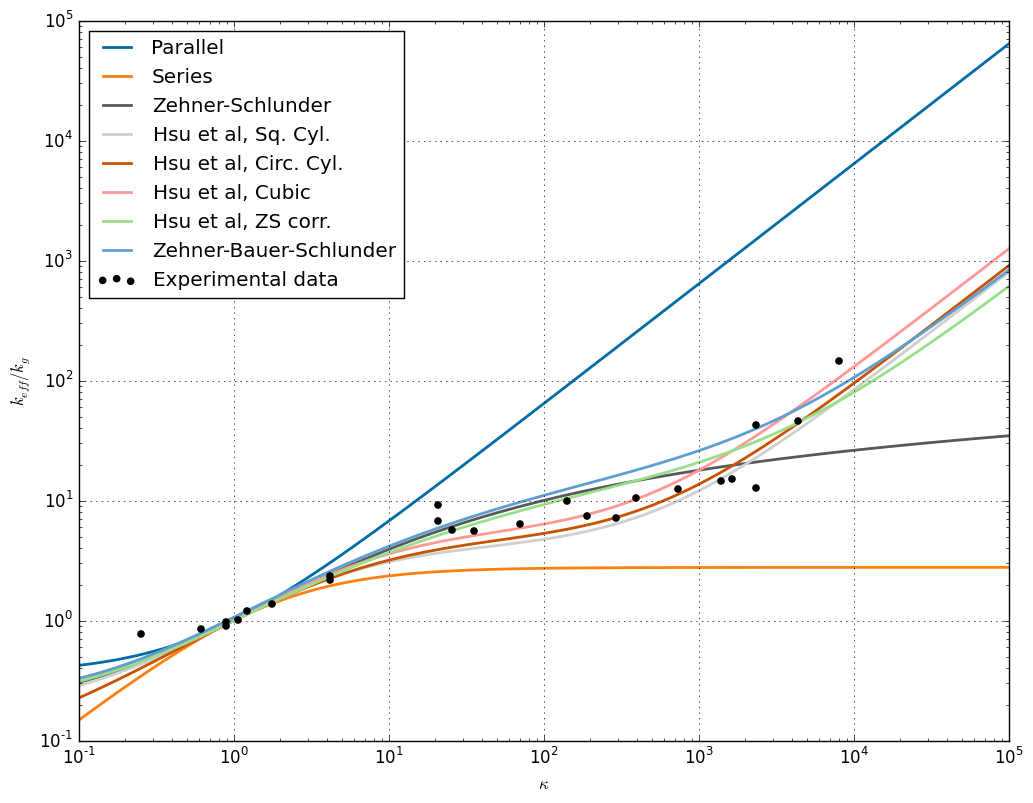 10^5
10^4
10^3
10^2
10^1
10^0
10^-1
k_eff/k_g
Parallel
Series
Zehner-Schlunder
Hsu et al, Sq. Cyl.
Hsu et al, Circ. Cyl.
Hsu et al, Cubic
Hsu et al, ZS corr.
Zehner-Bauer-Schlunder
Experimental data
10^-1 10^0 10^1 10^2 10^3 10^4 10^5
κ